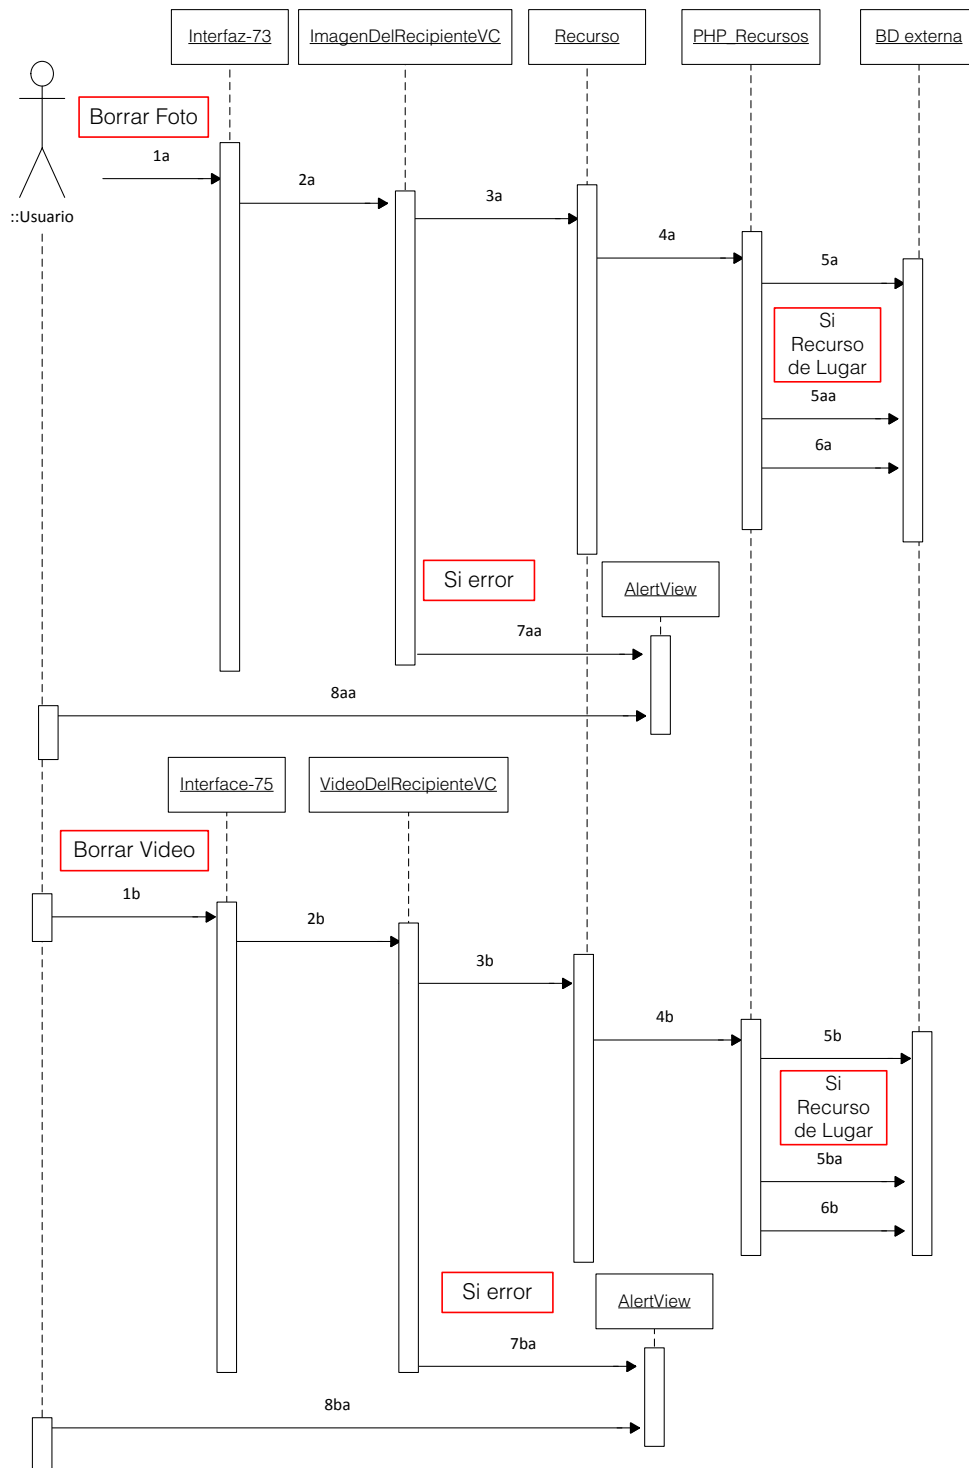 Interfaz-73
ImagenDelRecipienteVC
Recurso
PHP_Recursos
BD externa
Borrar Foto
1a
2a
3a
::Usuario
4a
5a
Si
Recurso
de Lugar
5aa
6a
Si error
AlertView
7aa
8aa
Interface-75
VideoDelRecipienteVC
Borrar Video
1b
2b
3b
4b
5b
Si
Recurso
de Lugar
5ba
6b
Si error
AlertView
7ba
8ba